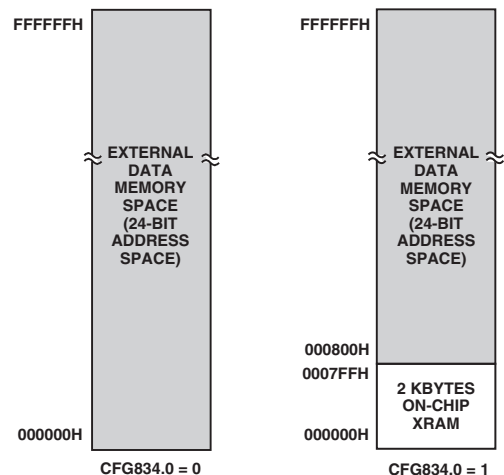 FFFFFFH
EXTERNAL
DATA
MEMORY
SPACE
(24-BIT
ADDRESS
SPACE)
000000H
CFG834.0 = 0
FFFFFFH
EXTERNAL
DATA
MEMORY
SPACE
(24-BIT
ADDRESS
SPACE)
000800H
0007FFH
2 KBYTES
ON-CHIP
XRAM
000000H
CFG834.0 = 1